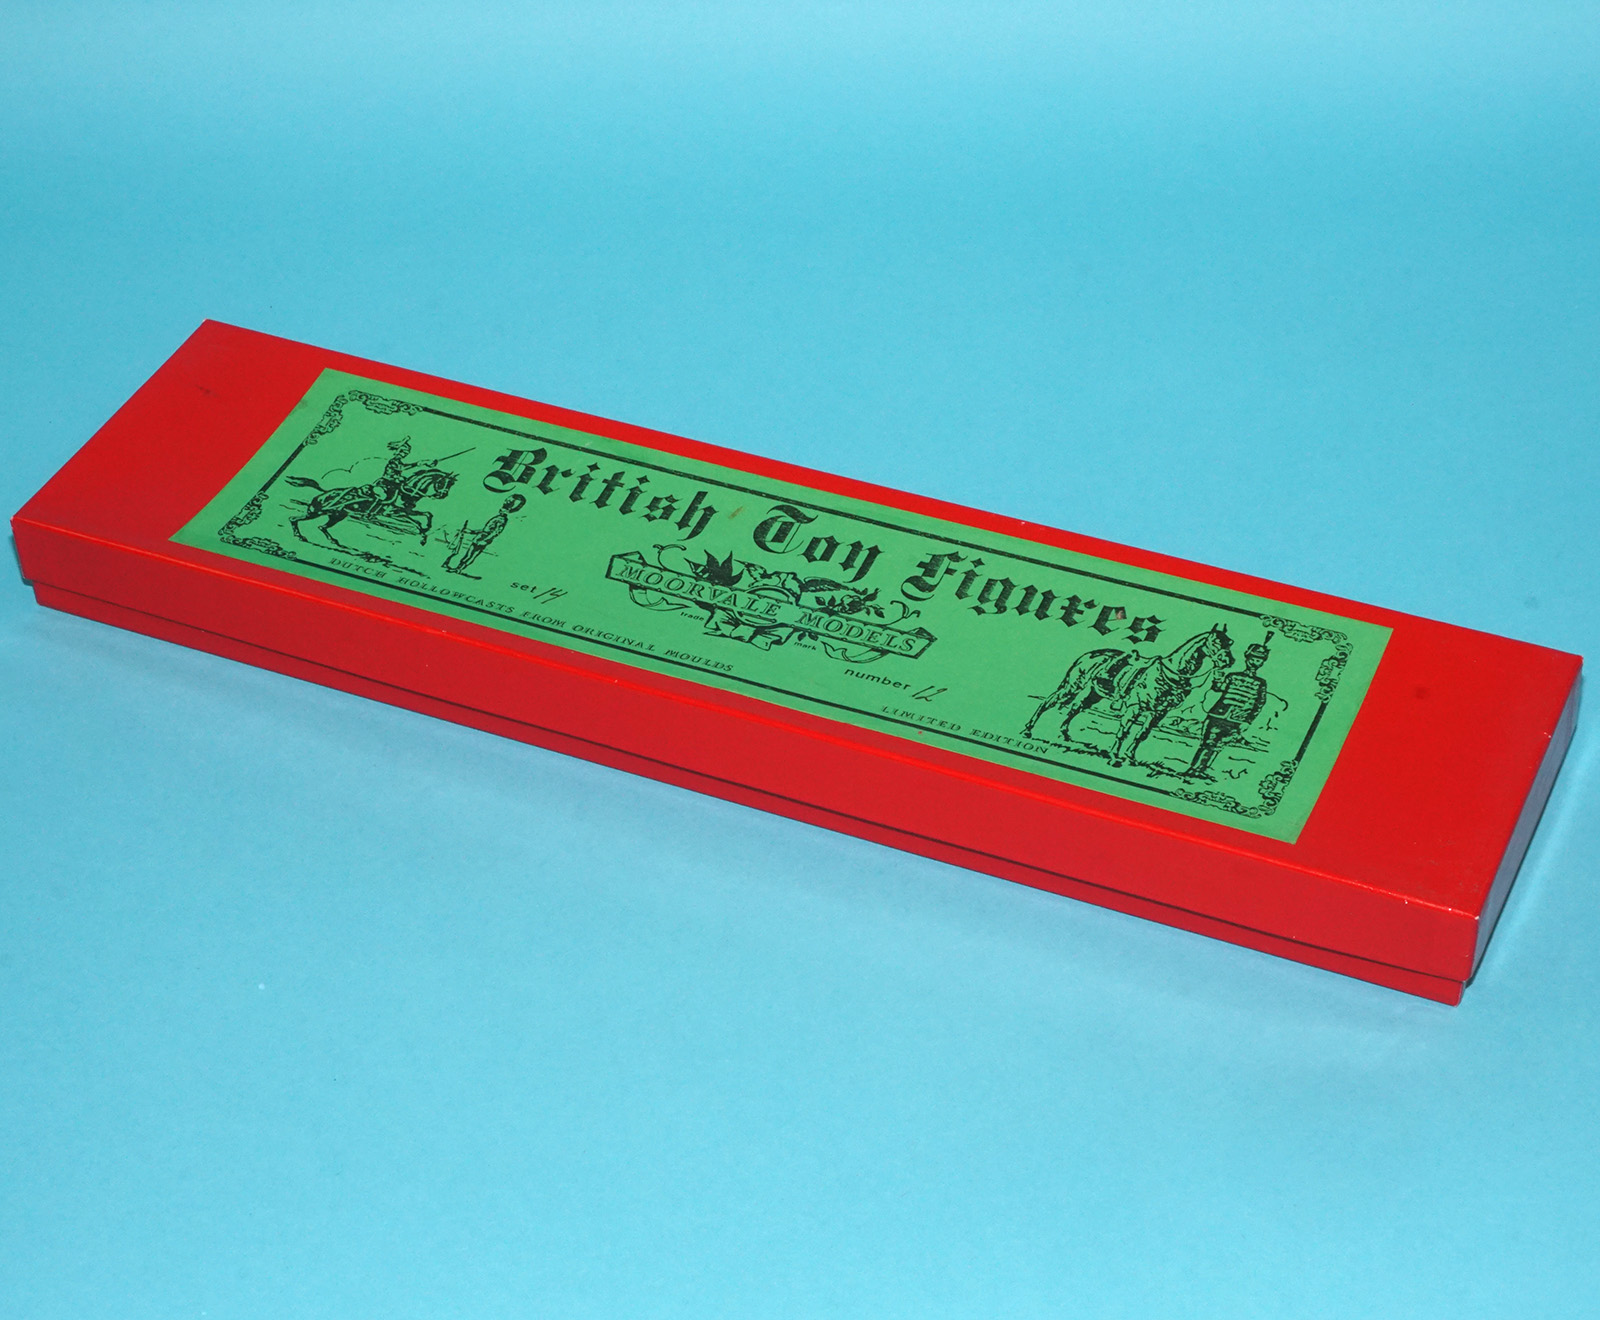 British Toy Figures
MOORVALE MODELS
trade mark
set 14
number 12
DUTCH HOLLOWCASTS FROM ORIGINAL MOULDS
LIMITED EDITION